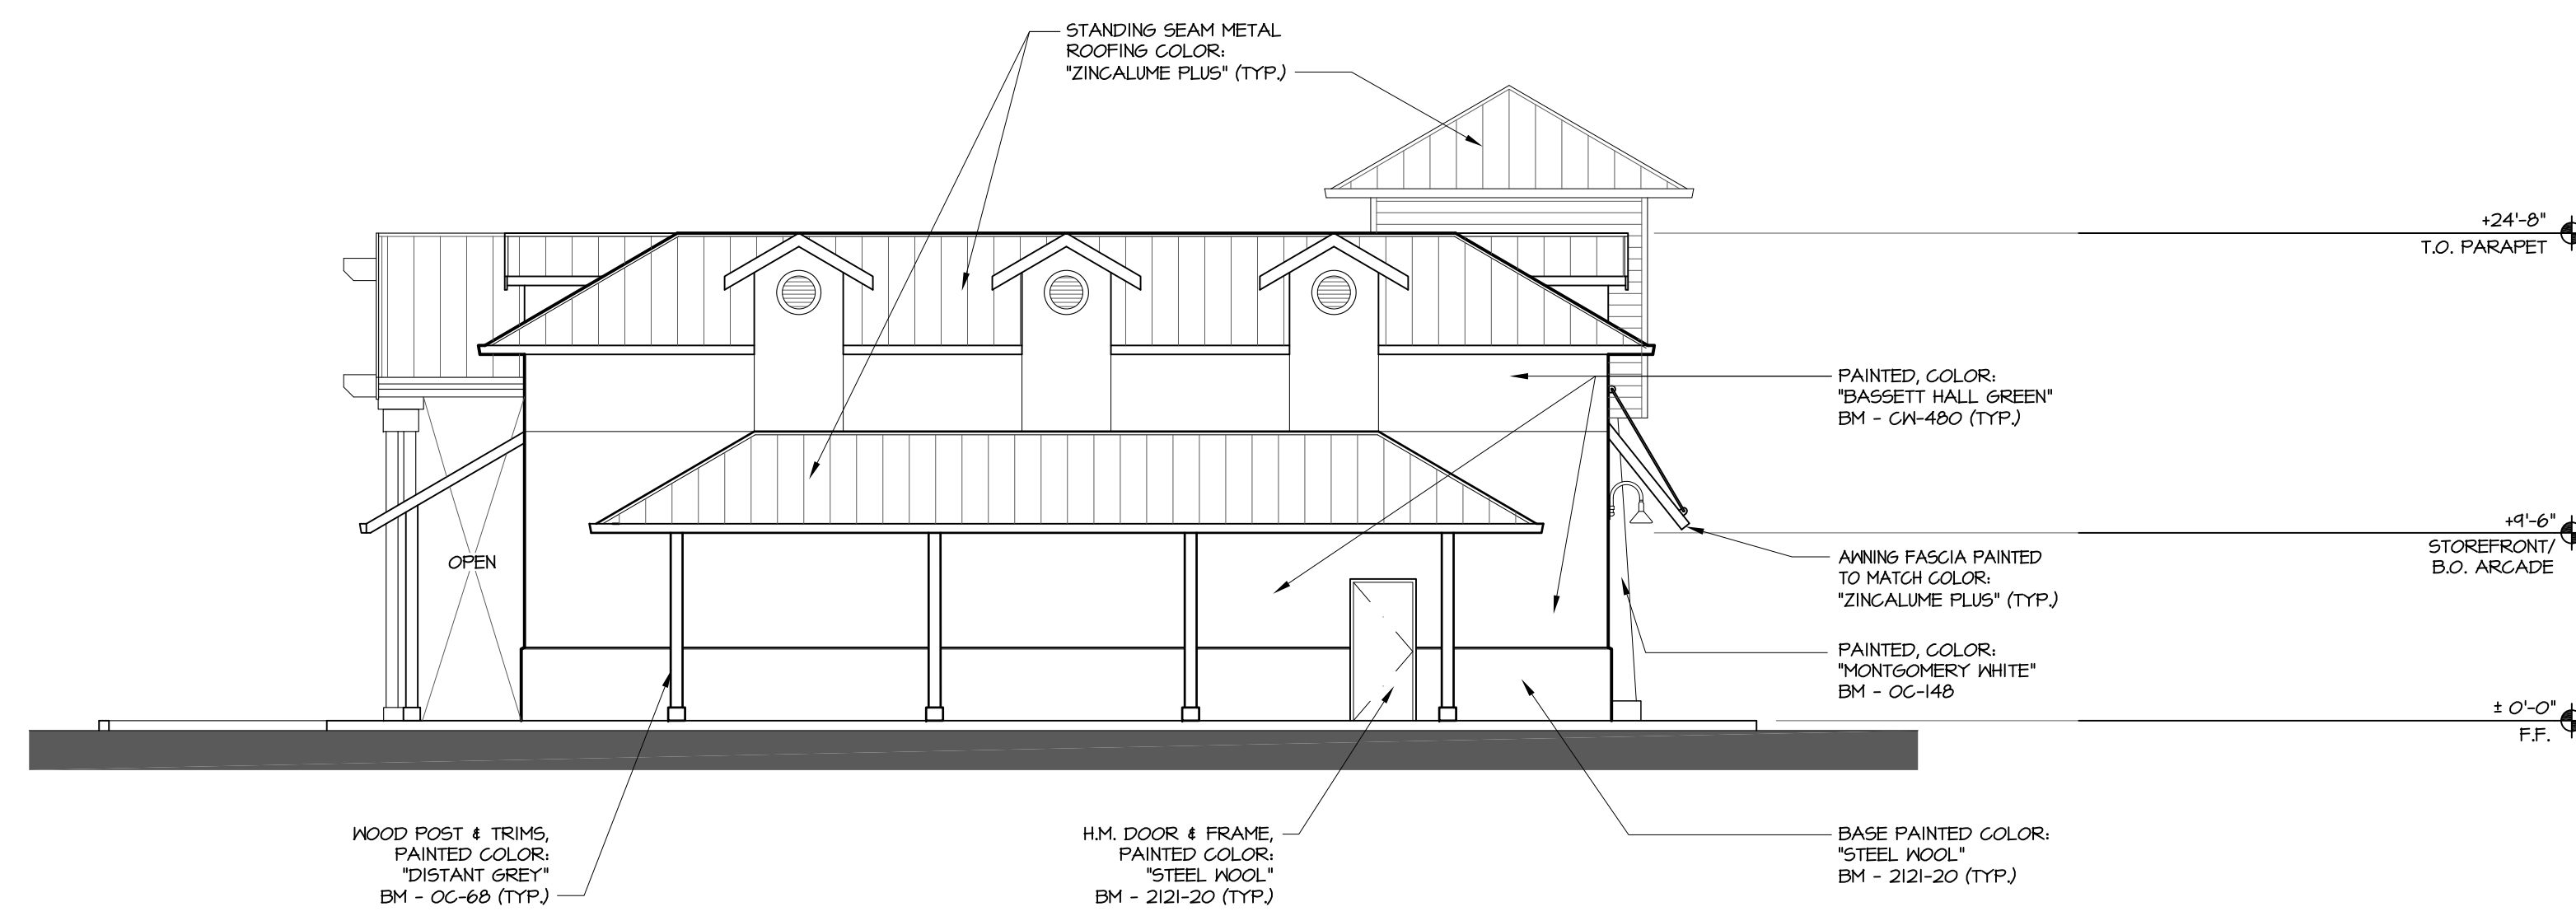 STANDING SEAM METAL
ROOFING COLOR:
"ZINCALUME PLUS" (TYP.)
+24'-8"
T.O. PARAPET
PAINTED, COLOR:
"BASSETT HALL GREEN"
BM - CW-480 (TYP.)
+9'-6"
STOREFRONT/
B.O. ARCADE
OPEN
AWNING FASCIA PAINTED
TO MATCH COLOR:
"ZINCALUME PLUS" (TYP.)
PAINTED, COLOR:
"MONTGOMERY WHITE"
BM - OC-148
± 0'-0"
F.F.
WOOD POST & TRIMS,
PAINTED COLOR:
"DISTANT GREY"
BM - OC-68 (TYP.)
H.M. DOOR & FRAME,
PAINTED COLOR:
"STEEL WOOL"
BM - 2121-20 (TYP.)
BASE PAINTED COLOR:
"STEEL WOOL"
BM - 2121-20 (TYP.)